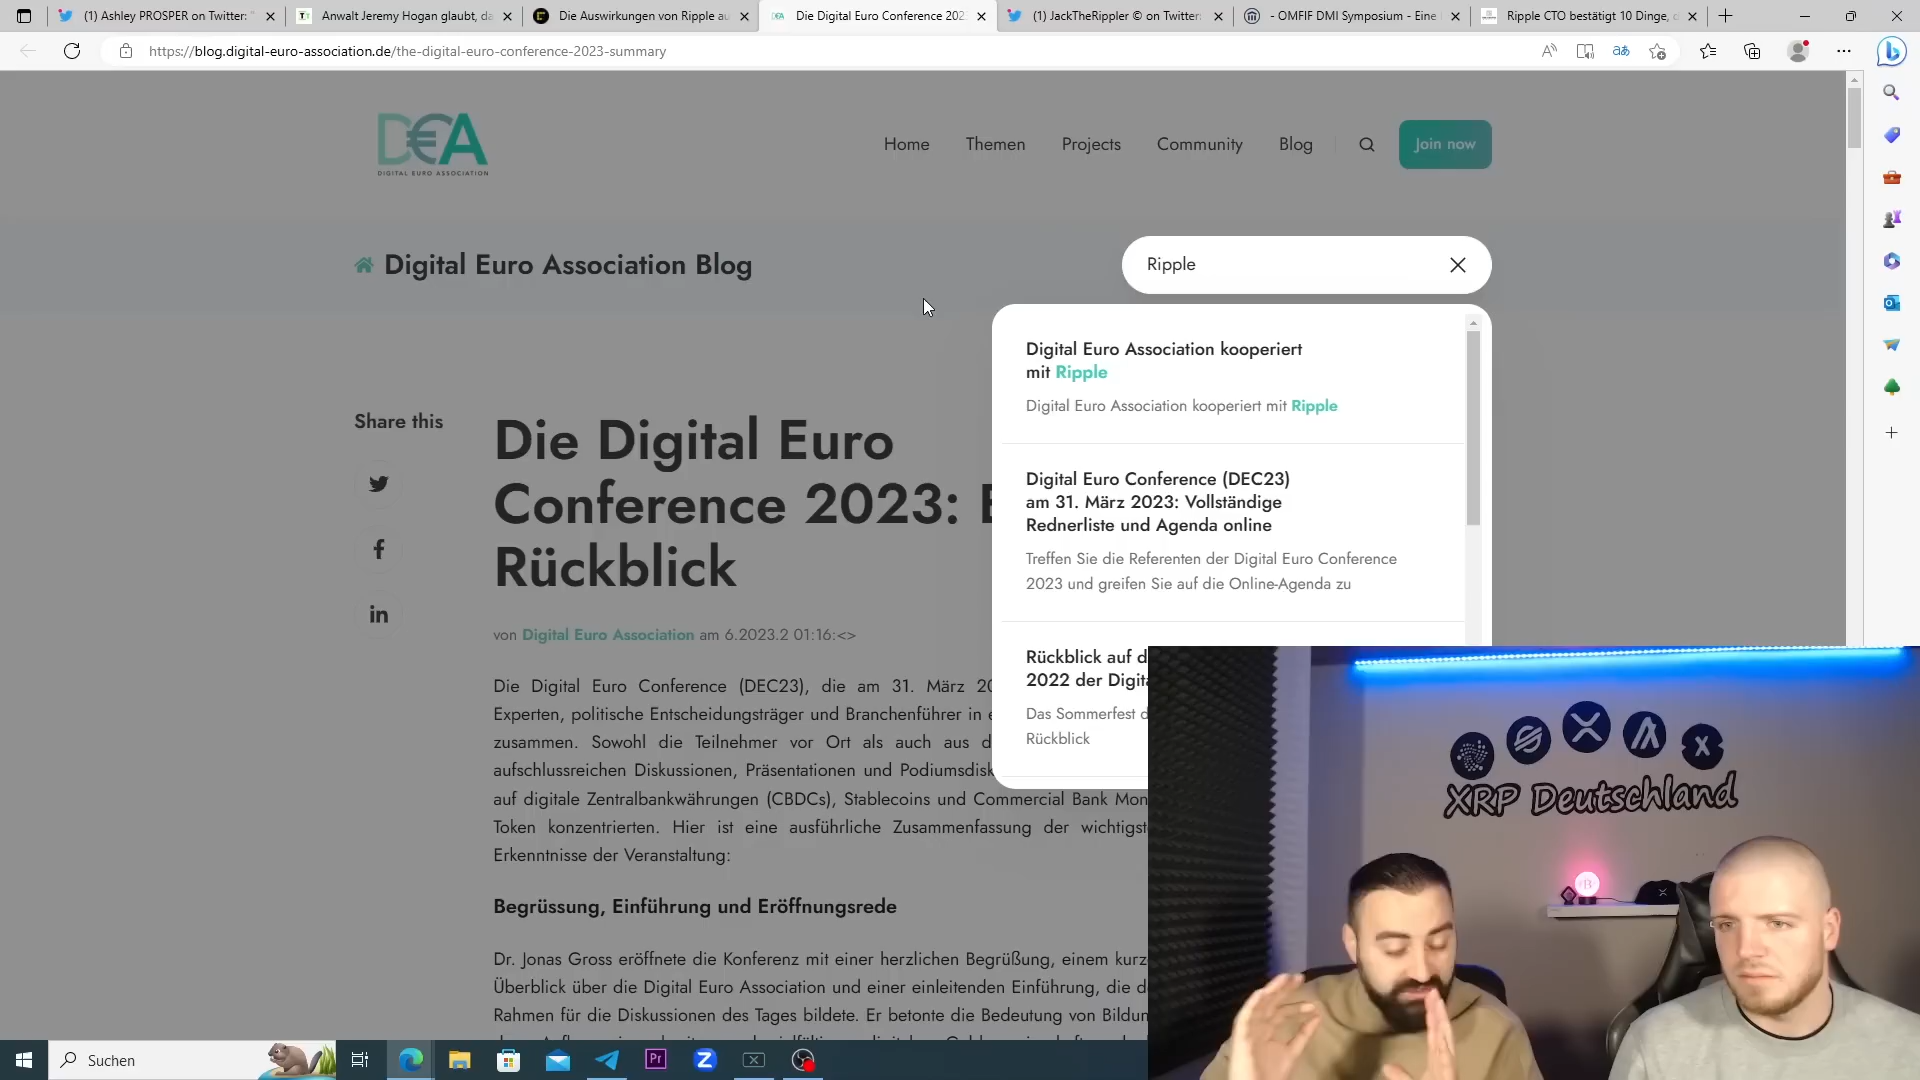 (1) Ashley PROSPER on Twitter: "
Anwalt Jeremy Hogan glaubt, da
Die Auswirkungen von Ripple au
Die Digital Euro Conference 202
(1) JackTheRippler © on Twitter:
- OMFIF DMI Symposium - Eine
Ripple CTO bestätigt 10 Dinge,
https://blog.digital-euro-association.de/the-digital-euro-conference-2023-summary
D€A
DIGITAL EURO ASSOCIATION
Home
Themen
Projects
Community
Blog
Join now
Digital Euro Association Blog
Ripple
Digital Euro Association kooperiert
mit Ripple
Digital Euro Association kooperiert mit Ripple
Digital Euro Conference (DEC23)
am 31. März 2023: Vollständige
Rednerliste und Agenda online
Treffen Sie die Referenten der Digital Euro Conference
2023 und greifen Sie auf die Online-Agenda zu
Rückblick auf d
2022 der Digita
Das Sommerfest d
Rückblick
Share this
Die Digital Euro
Conference 2023: E
Rückblick
von Digital Euro Association am 6.2023.2 01:16:<>
Die Digital Euro Conference (DEC23), die am 31. März 20
Experten, politische Entscheidungsträger und Branchenführer in e
zusammen. Sowohl die Teilnehmer vor Ort als auch aus d
aufschlussreichen Diskussionen, Präsentationen und Podiumsdisk
auf digitale Zentralbankwährungen (CBDCs), Stablecoins und Commercial Bank Mon
Token konzentrierten. Hier ist eine ausführliche Zusammenfassung der wichtigst
Erkenntnisse der Veranstaltung:
Begrüssung, Einführung und Eröffnungsrede
Dr. Jonas Gross eröffnete die Konferenz mit einer herzlichen Begrüßung, einem kurz
Überblick über die Digital Euro Association und einer einleitenden Einführung, die d
Rahmen für die Diskussionen des Tages bildete. Er betonte die Bedeutung von Bildun
XRP Deutschland
Suchen